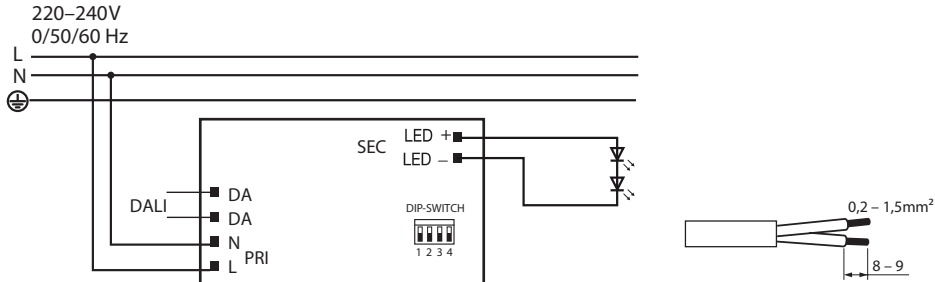 220–240V
0/50/60 Hz
L
N
SEC
LED +
LED –
DALI
DA
DA
N
L
PRI
DIP-SWITCH
1 2 3 4
0,2 – 1,5mm²
8 – 9